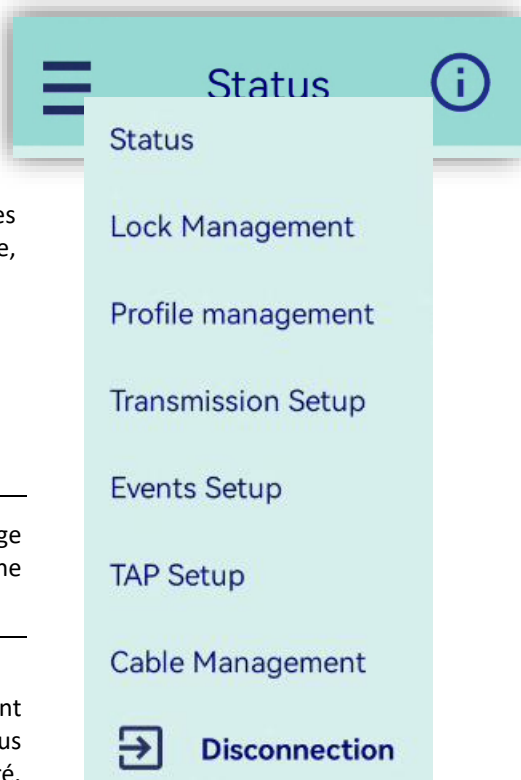 Status
Status
Lock Management
Profile management
Transmission Setup
Events Setup
TAP Setup
Cable Management
Disconnection